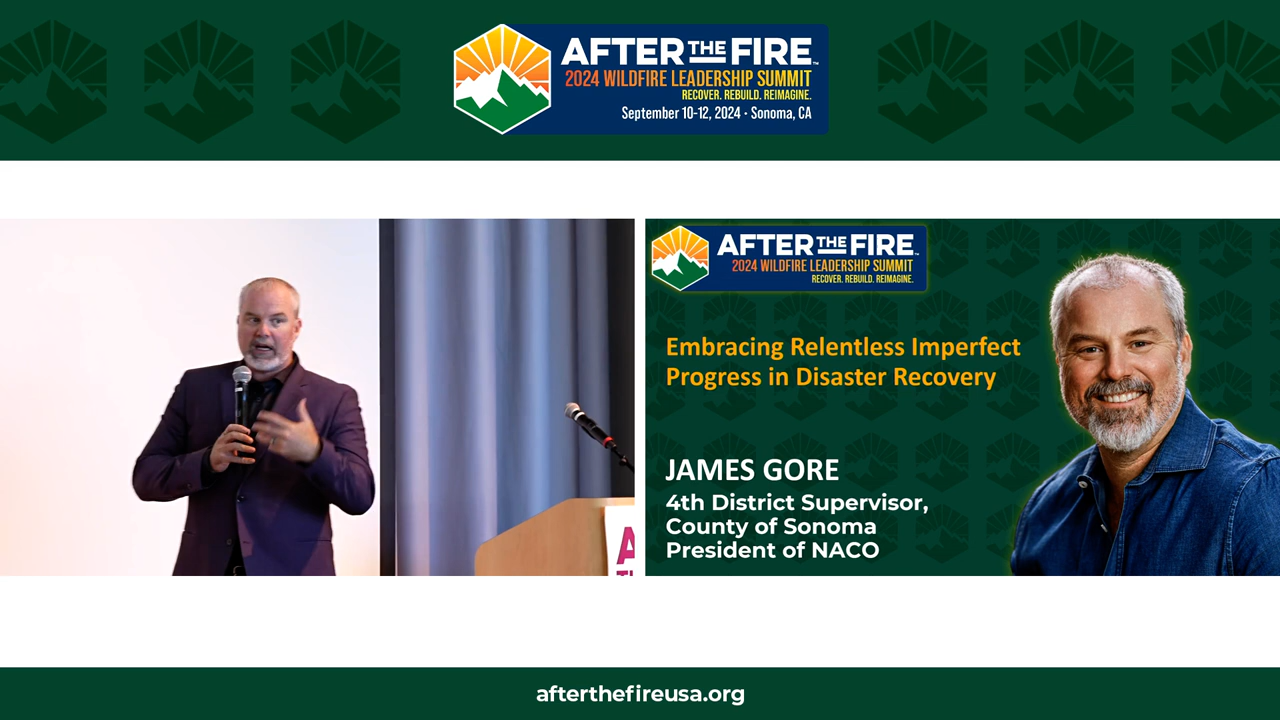 AFTER THE FIRE™
2024 WILDFIRE LEADERSHIP SUMMIT
RECOVER. REBUILD. REIMAGINE.
September 10-12, 2024 · Sonoma, CA
AFTER THE FIRE™
2024 WILDFIRE LEADERSHIP SUMMIT
RECOVER. REBUILD. REIMAGINE.
Embracing Relentless Imperfect
Progress in Disaster Recovery
JAMES GORE
4th District Supervisor,
County of Sonoma
President of NACO
A
afterthefireusa.org